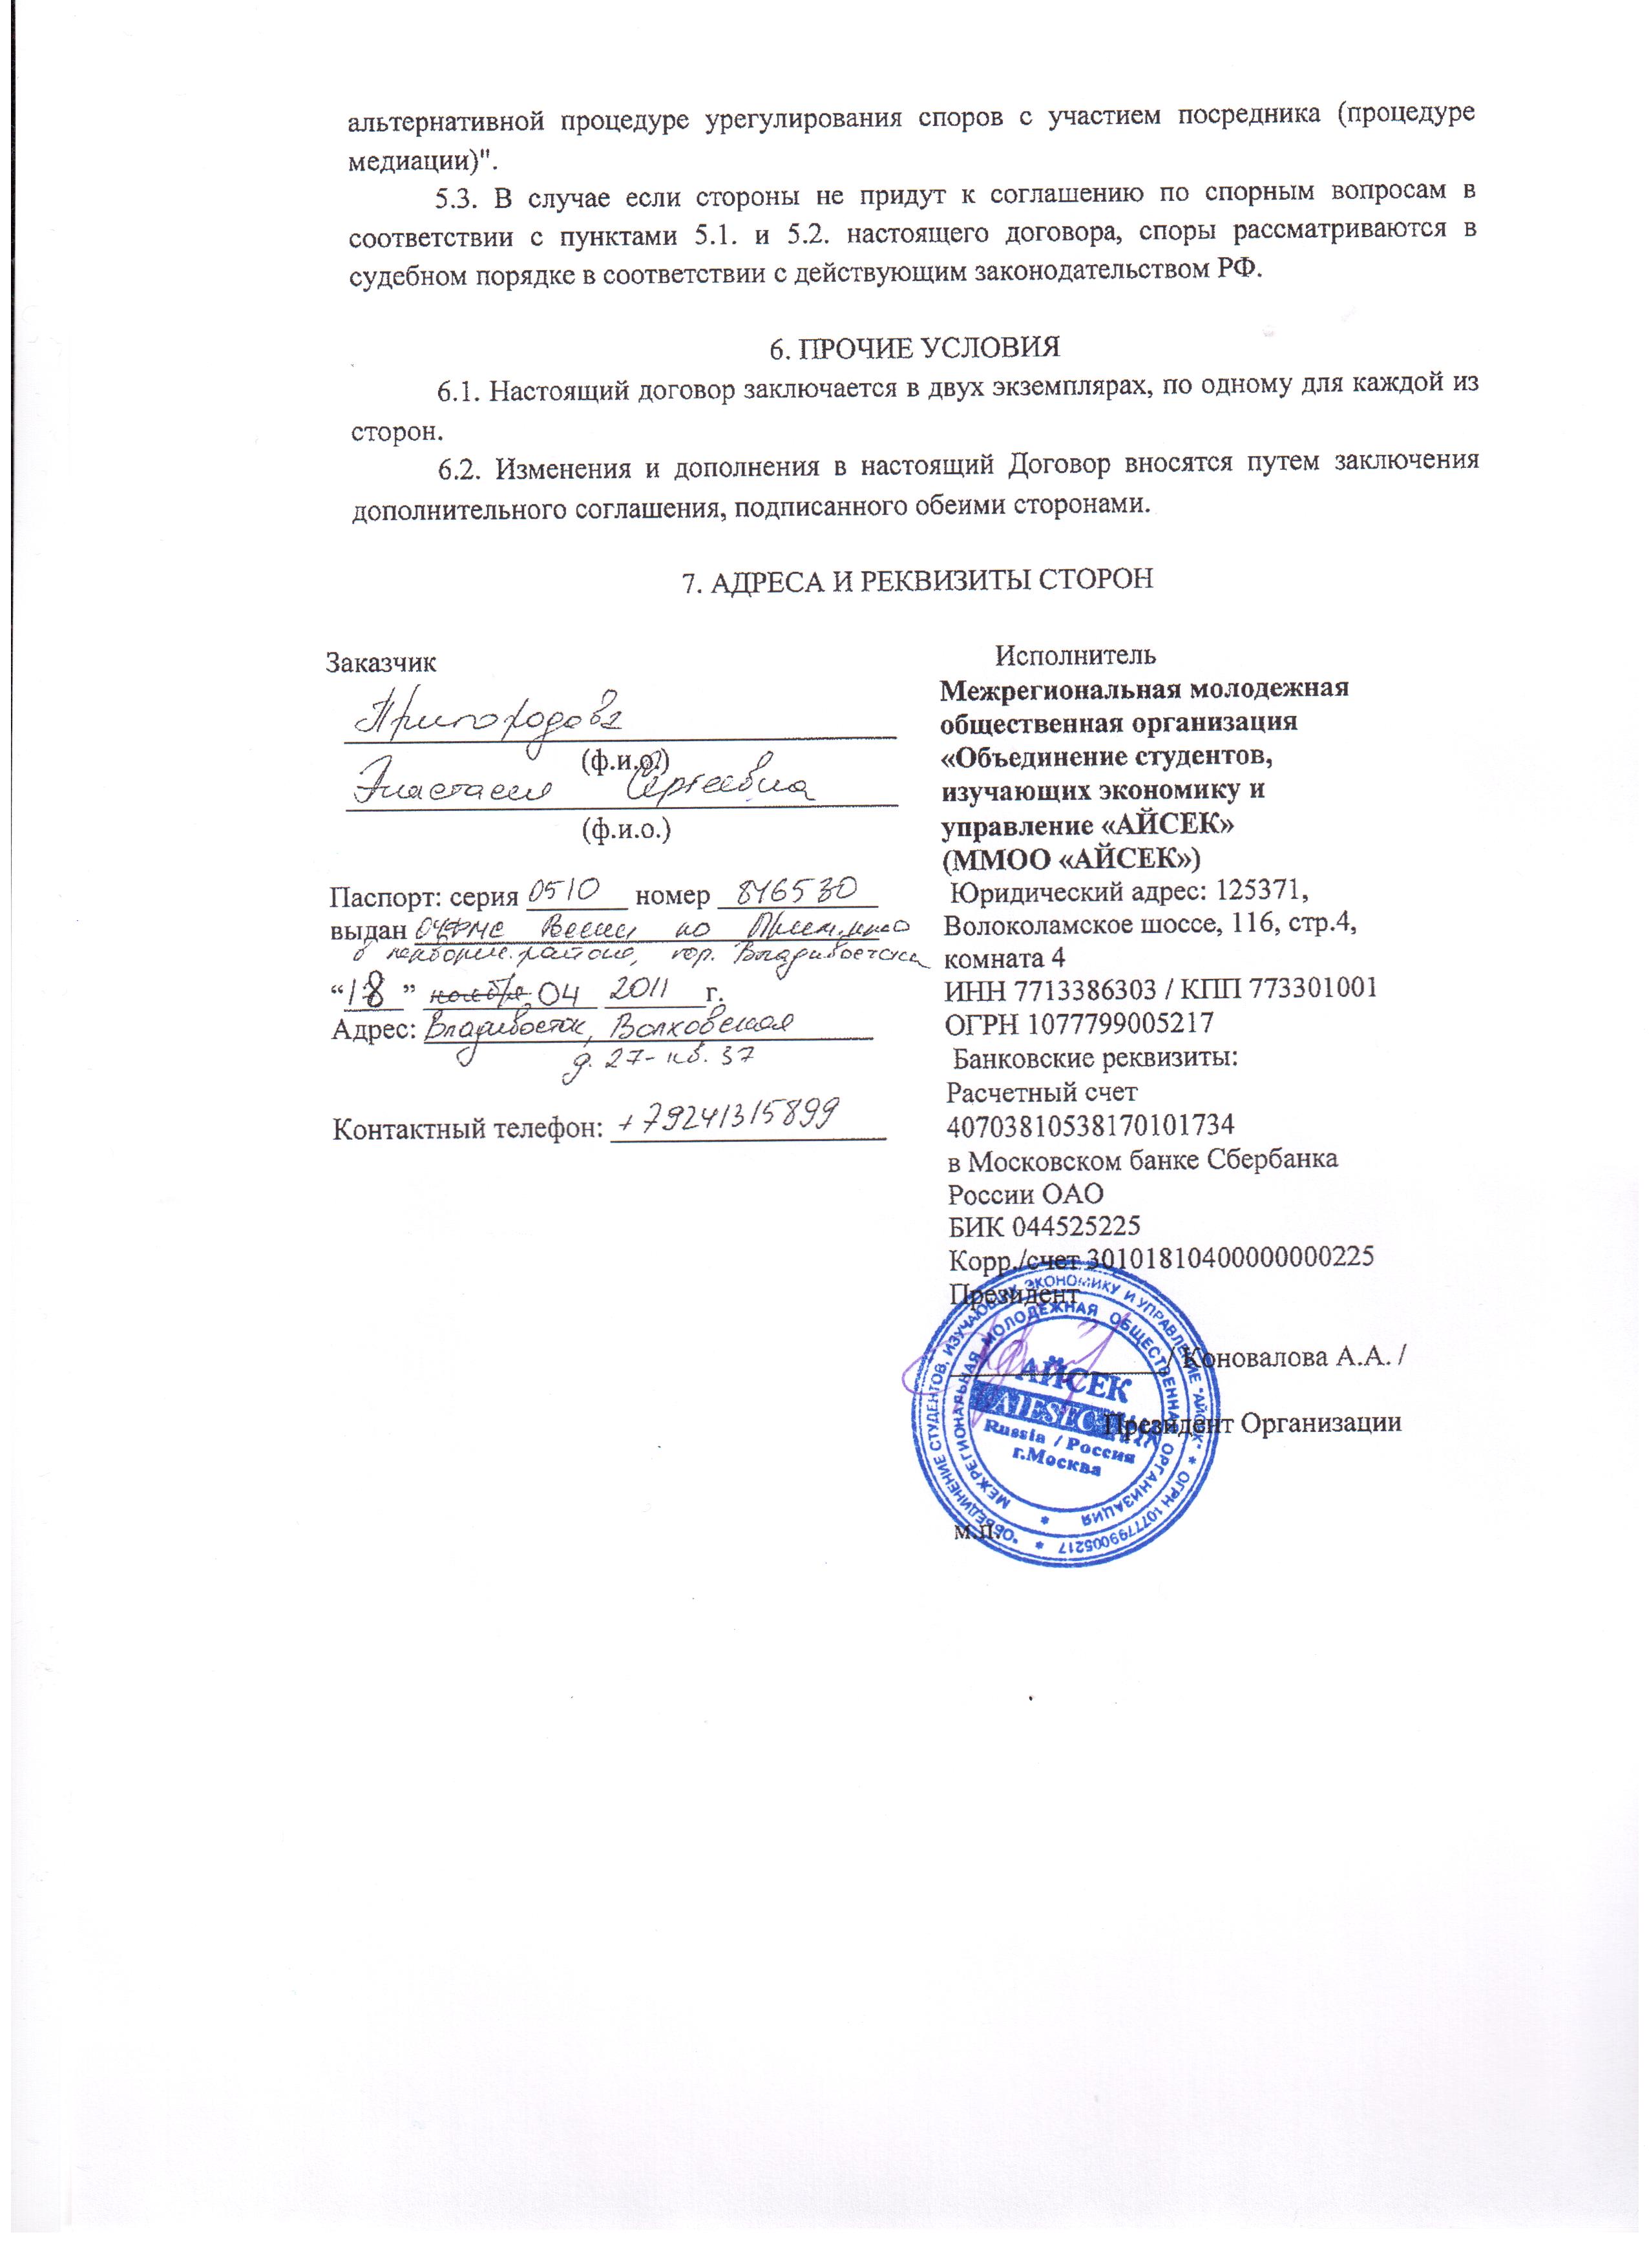 альтернативной процедуре урегулирования споров с участием посредника (процедуре
медиации)".
5.3. В случае если стороны не придут к соглашению по спорным вопросам в
соответствии с пунктами 5.1. и 5.2. настоящего договора, споры рассматриваются в
судебном порядке в соответствии с действующим законодательством РФ.
6. ПРОЧИЕ УСЛОВИЯ
6.1. Настоящий договор заключается в двух экземплярах, по одному для каждой из
сторон.
6.2. Изменения и дополнения в настоящий Договор вносятся путем заключения
дополнительного соглашения, подписанного обеими сторонами.
7. АДРЕСА И РЕКВИЗИТЫ СТОРОН
Заказчик
Пригородова
(ф.и.о.)
Анастасия Сергеевна
(ф.и.о.)
Паспорт: серия 0510 номер 846530
выдан ОУФМС России по Примор.
в районе, гор. Владивостока
“18” ноября 04 2011 г.
Адрес: Владивосток,
д. 27- кв. 37
Контактный телефон: +79241315899
Исполнитель
Межрегиональная молодежная
общественная организация
«Объединение студентов,
изучающих экономику и
управление «АЙСЕК»
(ММОО «АЙСЕК»)
Юридический адрес: 125371,
Волоколамское шоссе, 116, стр.4,
комната 4
ИНН 7713386303 / КПП 773301001
ОГРН 1077799005217
Банковские реквизиты:
Расчетный счет
40703810538170101734
в Московском банке Сбербанка
России ОАО
БИК 044525225
Корр./счет 30101810400000000225
Президент
/ Коновалова А.А. /
Президент Организации
м.п.
"ОБЪЕДИНЕНИЕ СТУДЕНТОВ, ИЗУЧАЮЩИХ ЭКОНОМИКУ И УПРАВЛЕНИЕ "АЙСЕК" * ОГРН 1077799005217 *
МЕЖРЕГИОНАЛЬНАЯ МОЛОДЕЖНАЯ ОБЩЕСТВЕННАЯ ОРГАНИЗАЦИЯ *
АЙСЕК
AIESEC
Russia / Россия
г.Москва